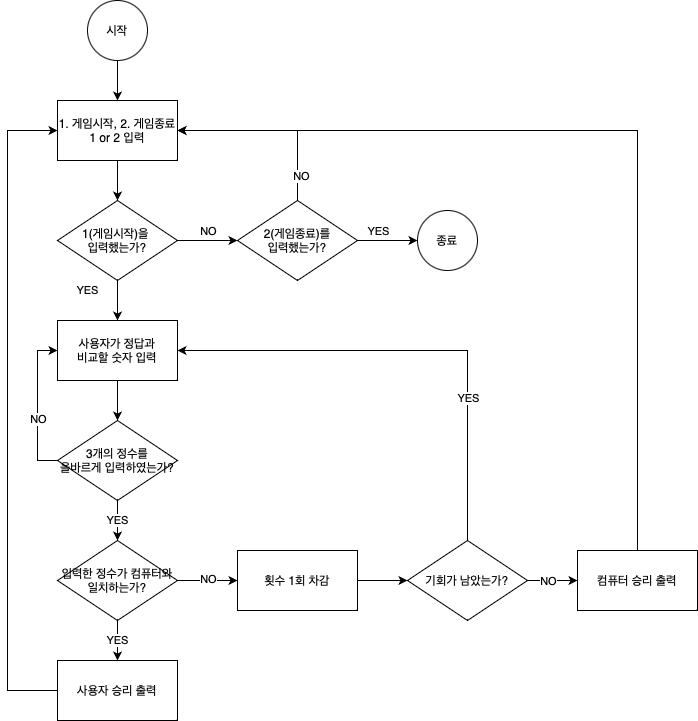 시작
1. 게임시작, 2. 게임종료
1 or 2 입력
1(게임시작)을
입력했는가?
NO
2(게임종료)를
입력했는가?
NO
YES
종료
YES
사용자가 정답과
비교할 숫자 입력
NO
YES
3개의 정수를
올바르게 입력하였는가?
YES
입력한 정수가 컴퓨터와
일치하는가?
NO
횟수 1회 차감
기회가 남았는가?
NO
컴퓨터 승리 출력
YES
사용자 승리 출력